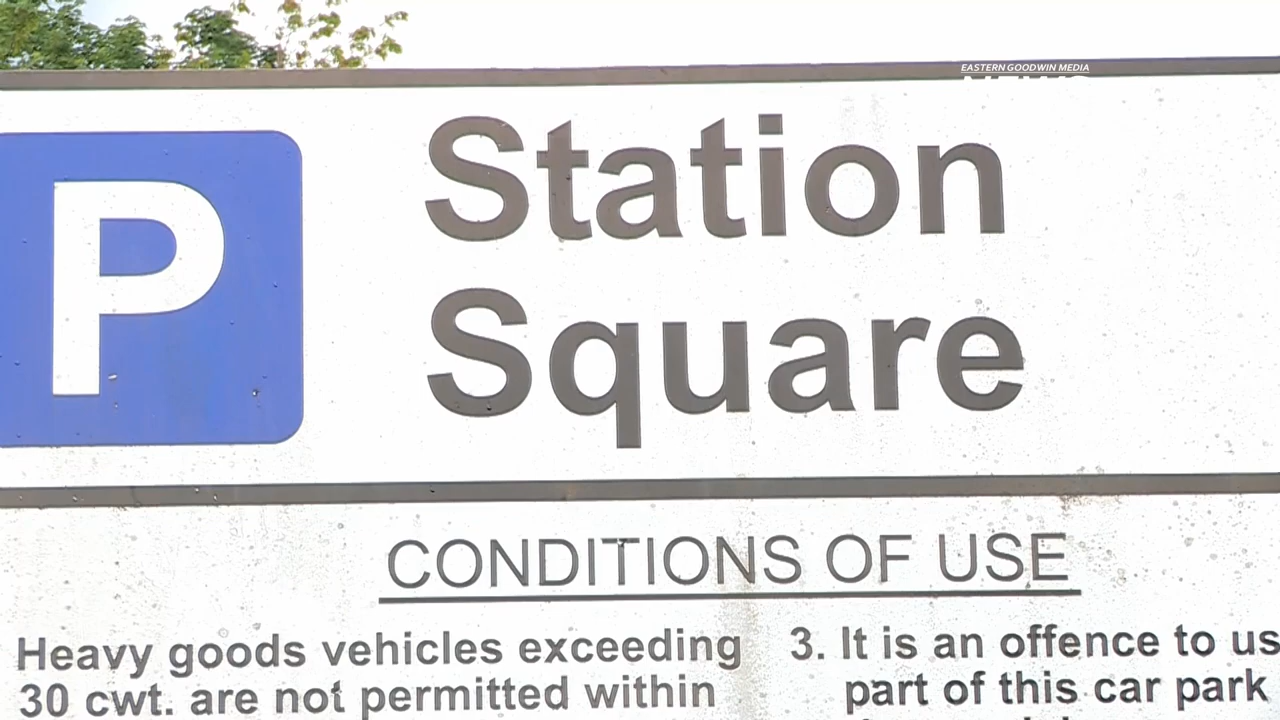 EASTERN GOODWIN MEDIA
P
Station
Square
CONDITIONS OF USE
Heavy goods vehicles exceeding
30 cwt. are not permitted within
3. It is an offence to us
part of this car park